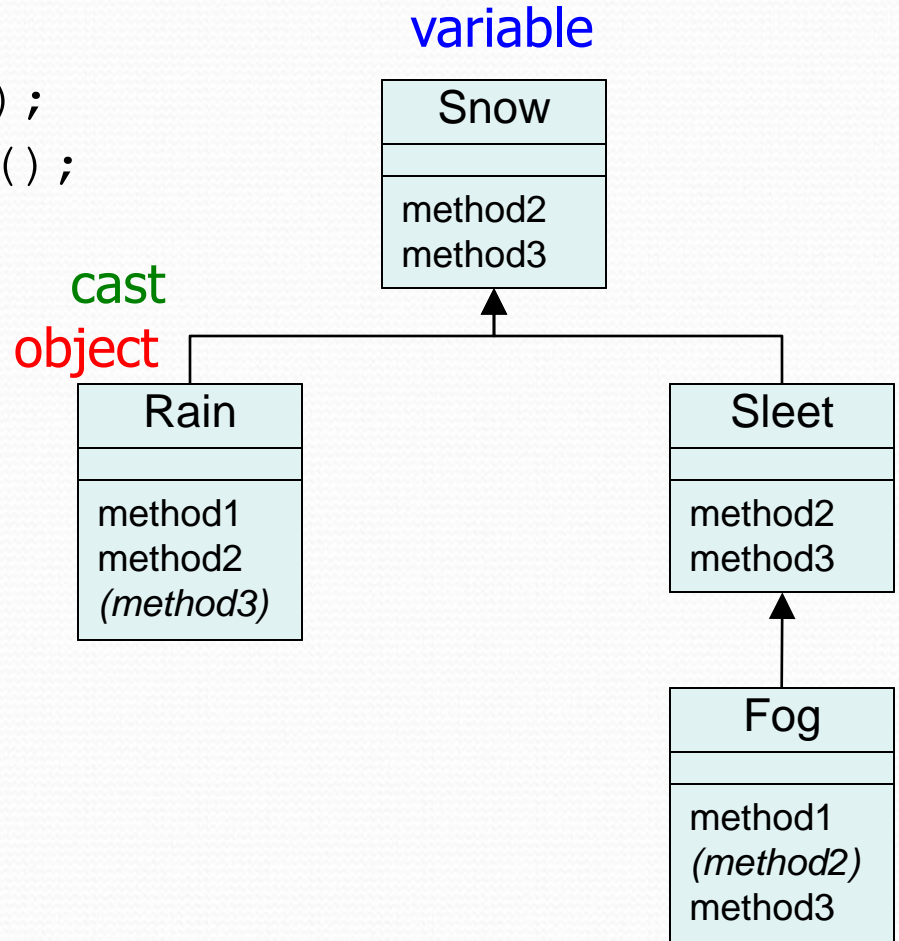 variable
);
();
Snow
method2
method3
cast
object
Rain
method1
method2
(method3)
Sleet
method2
method3
Fog
method1
(method2)
method3